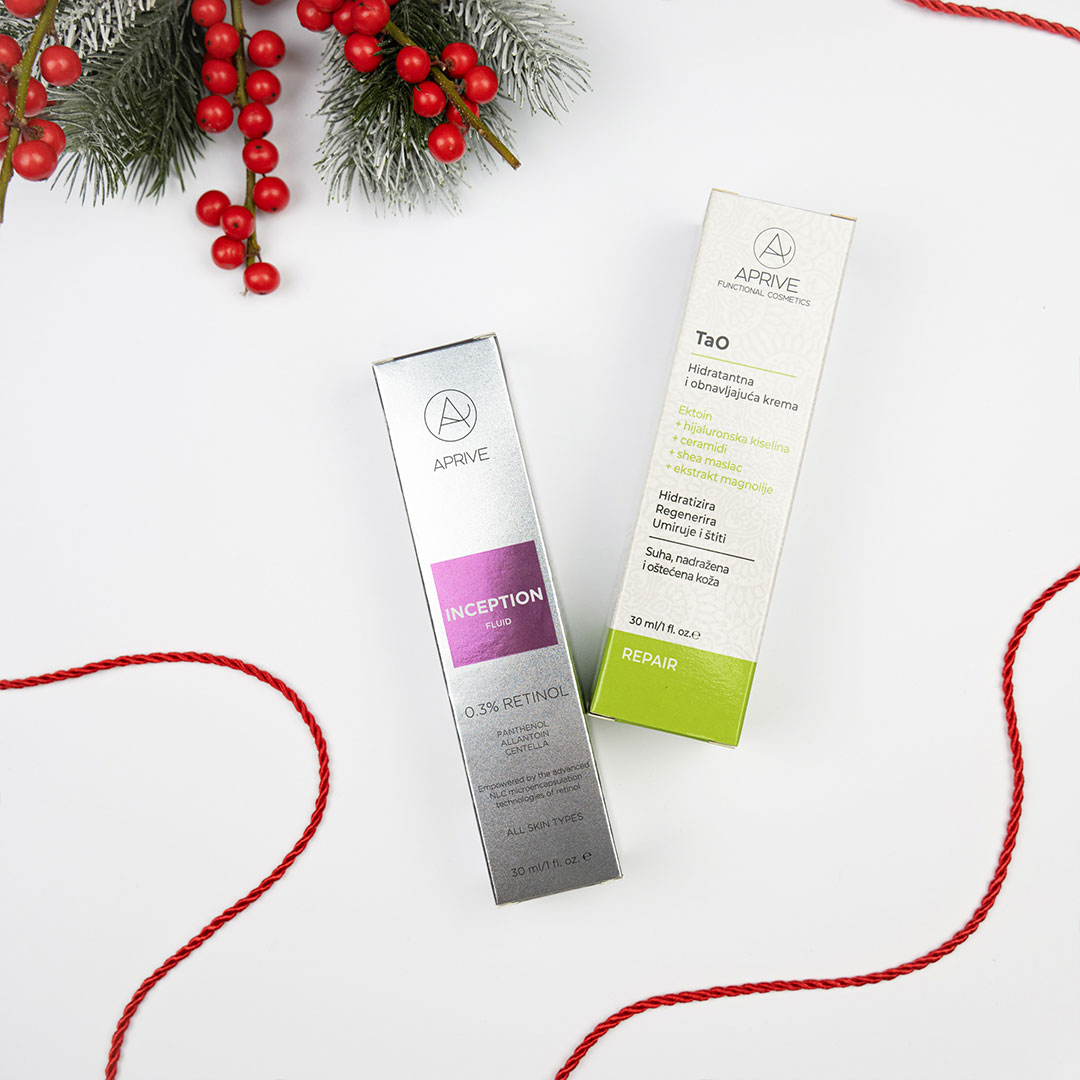 APRIVE
INCEPTION
FLUID
0.3% RETINOL
PANTHENOL
ALLANTOIN
CENTELLA
Empowered by the advanced
NLC microencapsulation
technologies of retinol
ALL SKIN TYPES
30 ml/1 fl. oz. ℮
APRIVE
FUNCTIONAL COSMETICS
TaO
Hidratantna
i obnavljajuća krema
Ektoin
+ hijaluronska kiselina
+ ceramidi
+ shea maslac
+ ekstrakt magnolije
Hidratizira
Regenerira
Umiruje i štiti
Suha, nadražena
i oštećena koža
30 ml/1 fl. oz.℮
REPAIR